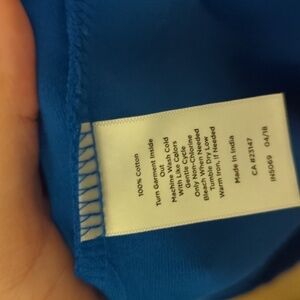 100% Cotton
Turn Garment Inside
Out
Machine Wash Cold
With Like Colors
Gentle Cycle
Only Non-Chlorine
Bleach When Needed
Tumble Dry Low
Warm Iron, If Needed
Made In India
CA #23147
IN5069 04/18